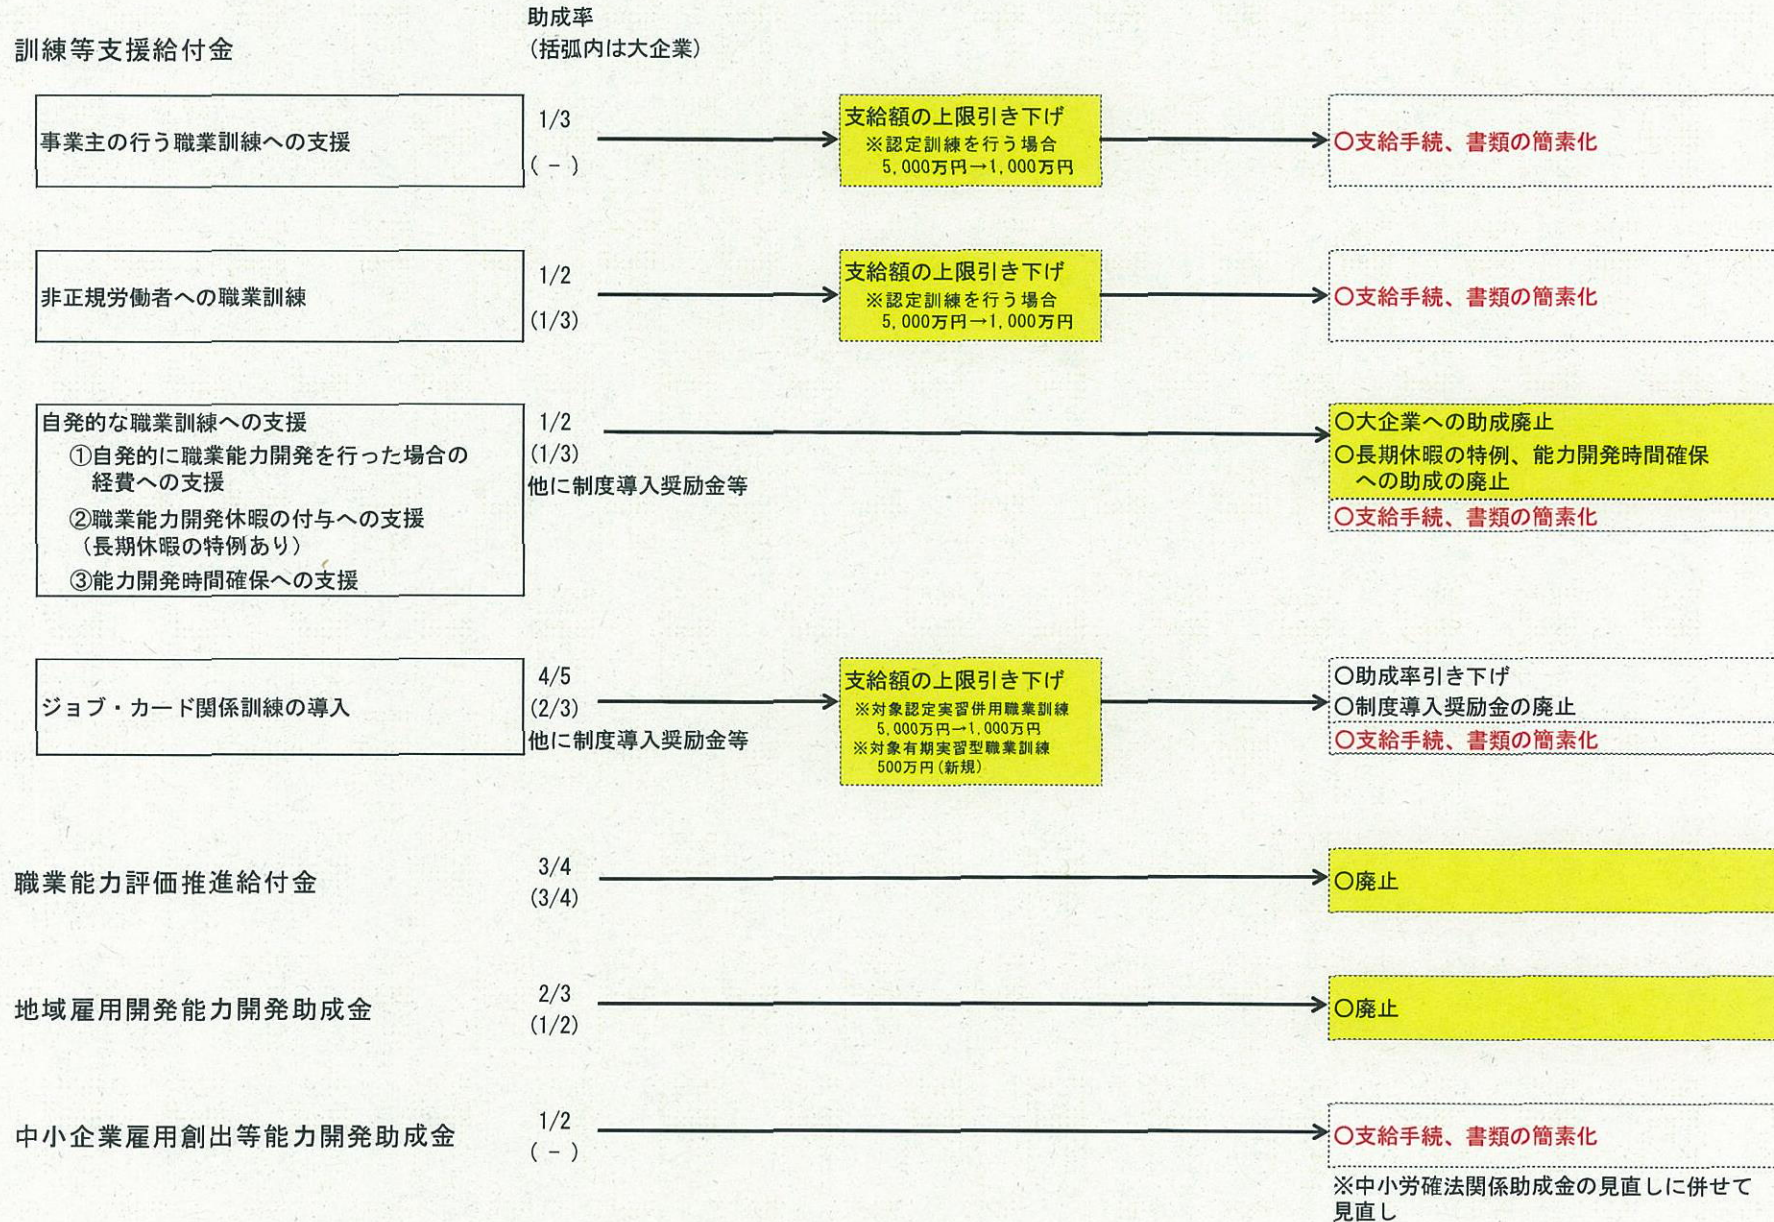 訓練等支援給付金
助成率
(括弧内は大企業)
事業主の行う職業訓練への支援
1/3
( - )
支給額の上限引き下げ
※認定訓練を行う場合
5,000万円→1,000万円
○支給手続、書類の簡素化
非正規労働者への職業訓練
1/2
(1/3)
支給額の上限引き下げ
※認定訓練を行う場合
5,000万円→1,000万円
○支給手続、書類の簡素化
自発的な職業訓練への支援
①自発的に職業能力開発を行った場合の
経費への支援
②職業能力開発休暇の付与への支援
(長期休暇の特例あり)
③能力開発時間確保への支援
1/2
(1/3)
他に制度導入奨励金等
○大企業への助成廃止
○長期休暇の特例、能力開発時間確保
への助成の廃止
○支給手続、書類の簡素化
ジョブ・カード関係訓練の導入
4/5
(2/3)
他に制度導入奨励金等
支給額の上限引き下げ
※対象認定実習併用職業訓練
5,000万円→1,000万円
※対象有期実習型職業訓練
500万円(新規)
○助成率引き下げ
○制度導入奨励金の廃止
○支給手続、書類の簡素化
職業能力評価推進給付金
3/4
(3/4)
○廃止
地域雇用開発能力開発助成金
2/3
(1/2)
○廃止
中小企業雇用創出等能力開発助成金
1/2
( - )
○支給手続、書類の簡素化
※中小労確法関係助成金の見直しに併せて
見直し